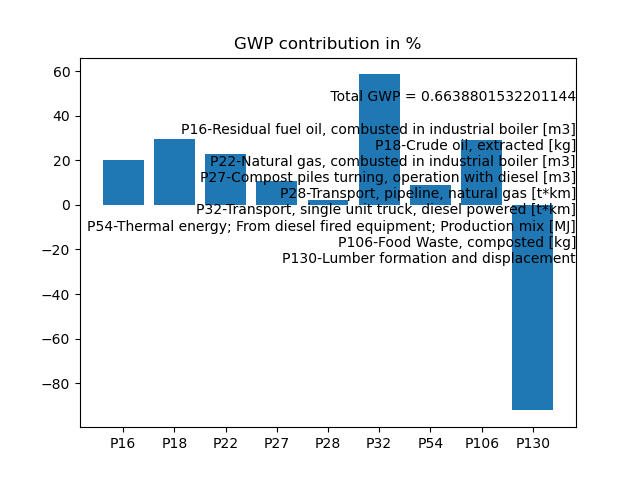 GWP contribution in %
60
40
20
0
−20
−40
−60
−80
Total GWP = 0.6638801532201144
P16-Residual fuel oil, combusted in industrial boiler [m3]
P18-Crude oil, extracted [kg]
P22-Natural gas, combusted in industrial boiler [m3]
P27-Compost piles turning, operation with diesel [m3]
P28-Transport, pipeline, natural gas [t*km]
P32-Transport, single unit truck, diesel powered [t*km]
P54-Thermal energy; From diesel fired equipment; Production mix [MJ]
P106-Food Waste, composted [kg]
P130-Lumber formation and displacement
P16 P18 P22 P27 P28 P32 P54 P106 P130